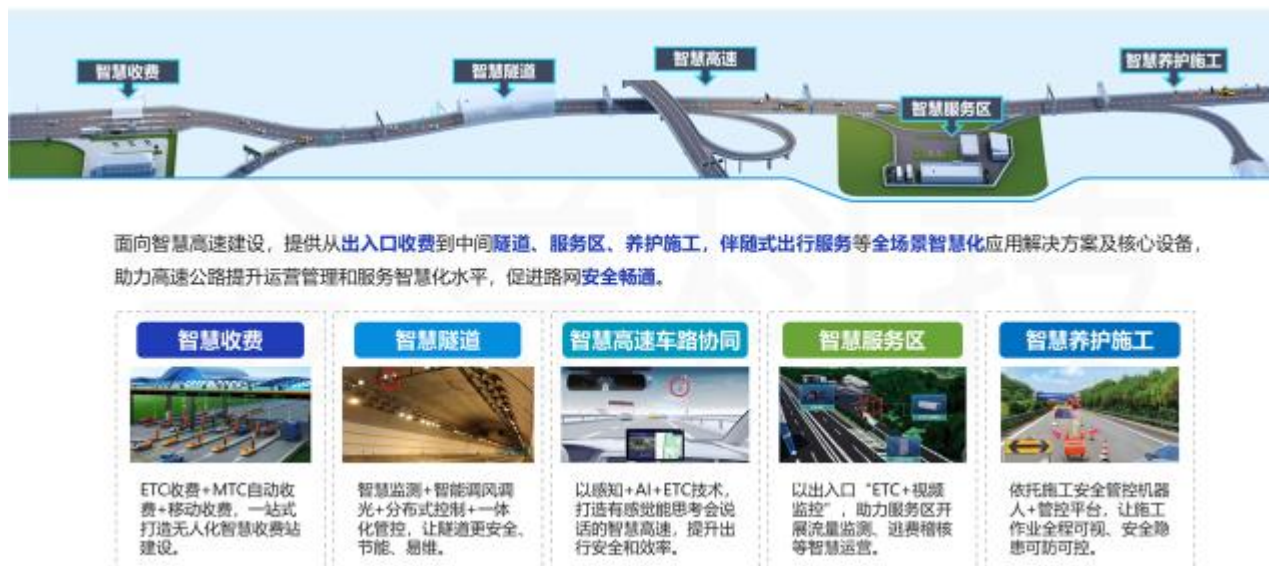 智慧收费
智慧隧道
智慧高速
智慧服务区
智慧养护施工
面向智慧高速建设，提供从出入口收费到中间隧道、服务区、养护施工，伴随式出行服务等全场景智慧化应用解决方案及核心设备，
助力高速公路提升运营管理和服务智慧化水平，促进路网安全畅通。
智慧收费
ETC收费+MTC自动收
费+移动收费，一站式
打造无人化智慧收费站
建设。
智慧隧道
智慧监测+智能调风调
光+分布式控制+一体
化管控，让隧道更安全、
节能、易维。
智慧高速车路协同
以感知+AI+ETC技术，
打造有感觉能思考会说
话的智慧高速，提升出
行安全和效率。
智慧服务区
以出入口“ETC+视频
监控”，助力服务区开
展流量监测、逃费稽核
等智慧运营。
智慧养护施工
依托施工安全管控机器
人+管控平台，让施工
作业全程可视、安全隐
患可防可控。